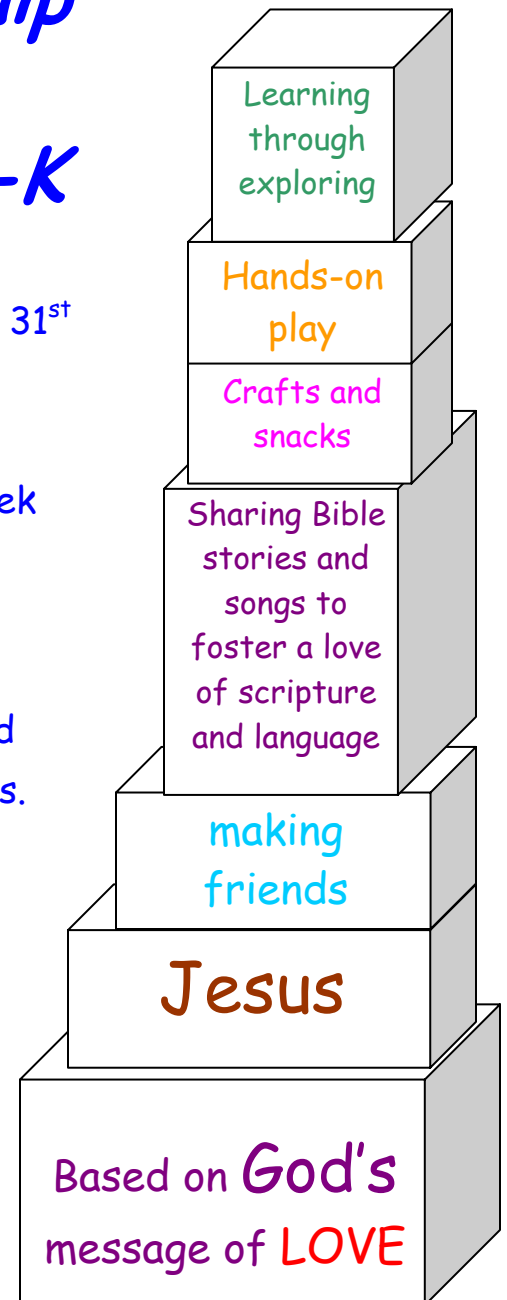 -K
31st
Learning
through
exploring
Hands-on
play
Crafts and
snacks
Sharing Bible
stories and
songs to
foster a love
of scripture
and language
making
friends
Jesus
Based on God's
message of LOVE